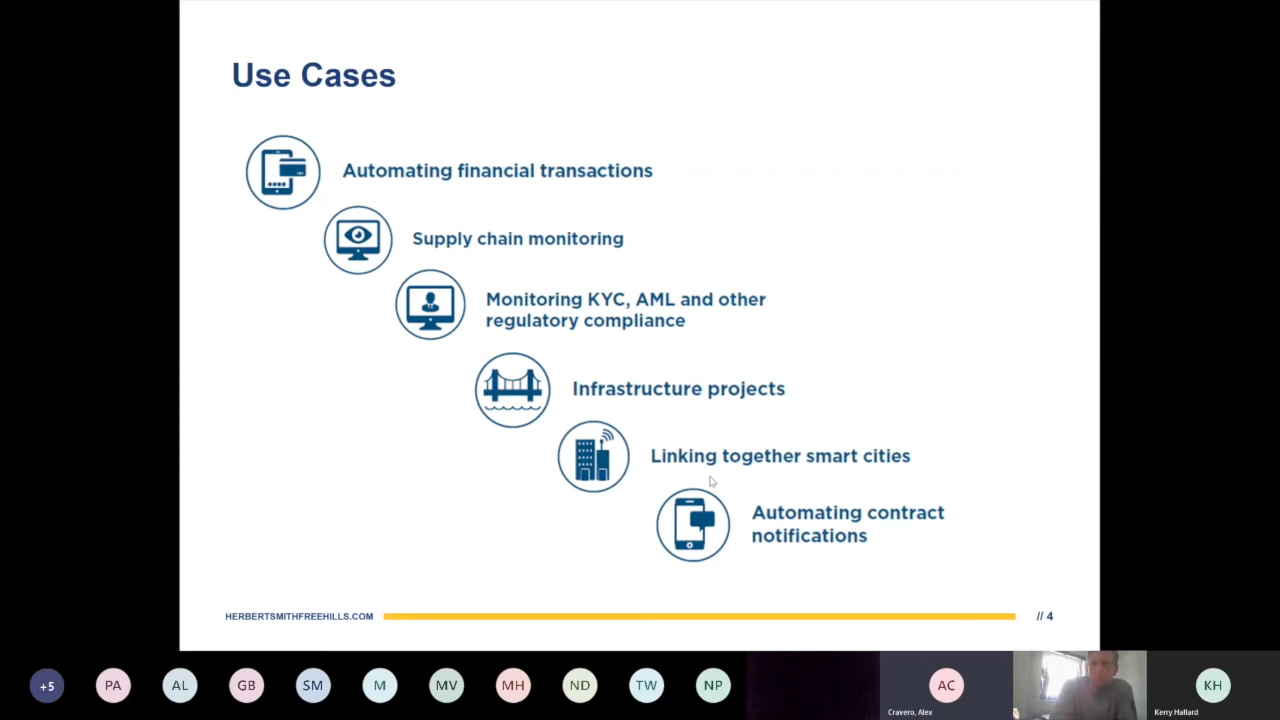 Use Cases
Automating financial transactions
Supply chain monitoring
Monitoring KYC, AML and other
regulatory compliance
Infrastructure projects
Linking together smart cities
Automating contract
notifications
HERBERTSMITHFREEHILLS.COM
// 4
+5
PA
AL
GB
SM
M
MV
MH
ND
TW
NP
AC
KH
Cravero, Alex
Kerry Hallard